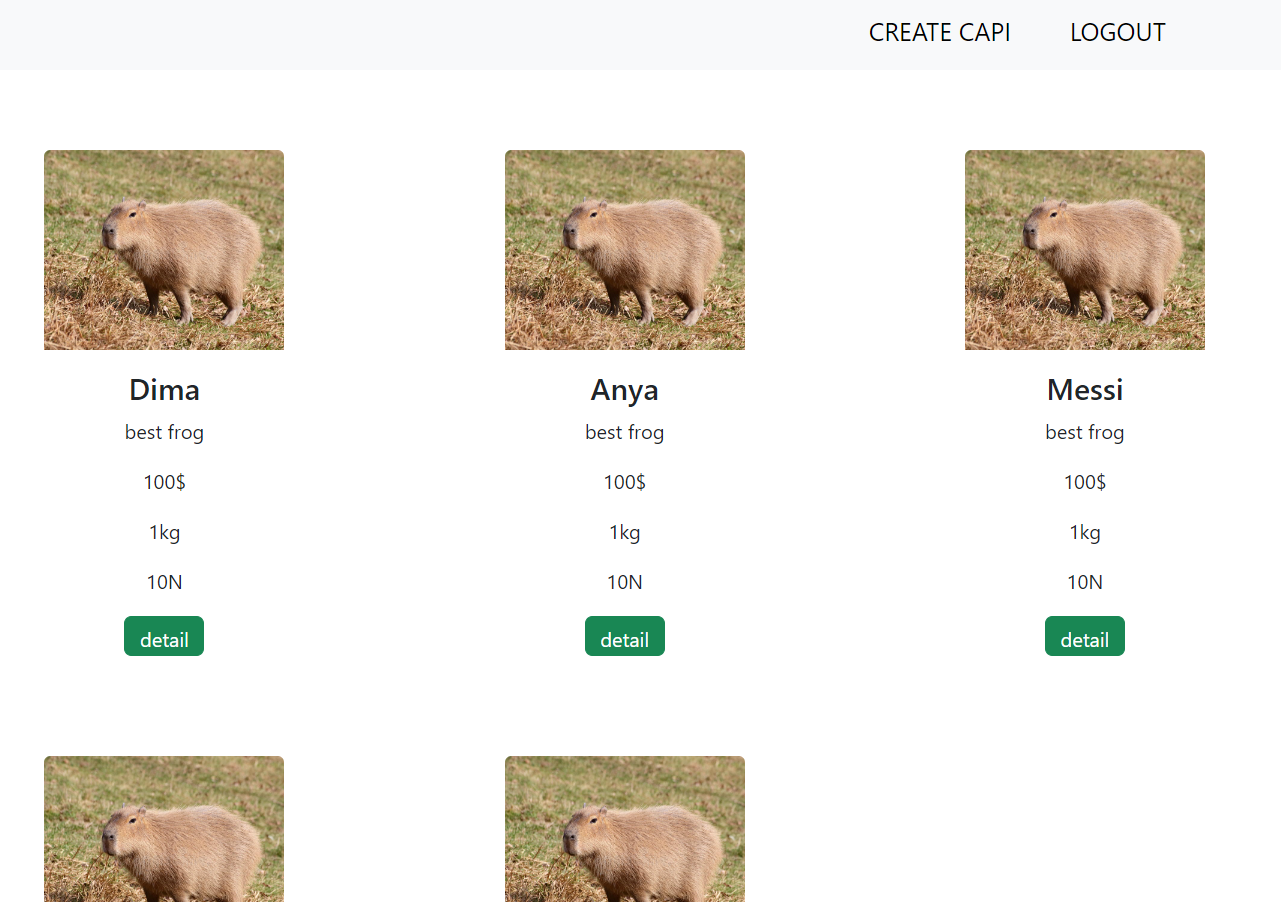 CREATE CAPI LOGOUT
Dima Anya Messi
best frog best frog best frog
100$ 100$ 100$
1kg 1kg 1kg
10N 10N 10N
detail detail detail